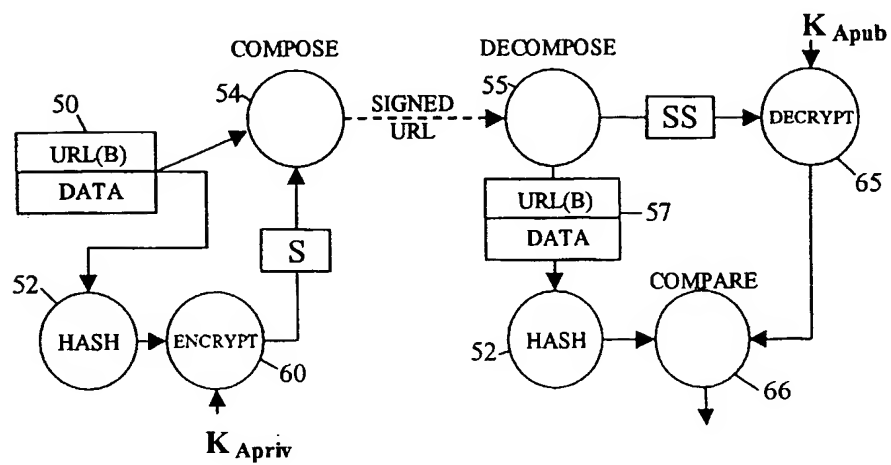 COMPOSE
DECOMPOSE
K Apub
50
54
55
SIGNED
URL
SS
DECRYPT
URL(B)
DATA
65
URL(B)
DATA
57
S
52
HASH
ENCRYPT
60
COMPARE
52
HASH
66
K Apriv